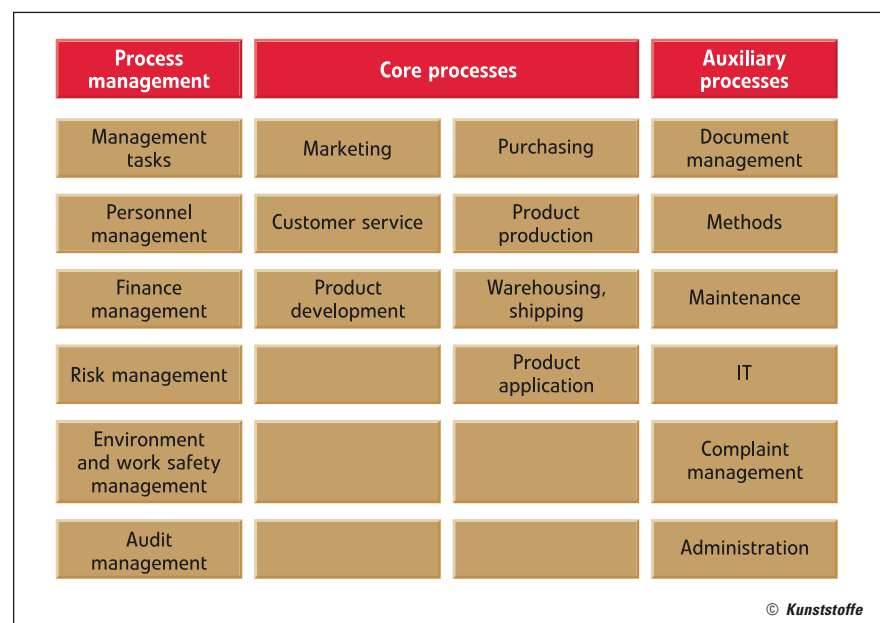 Process
management
Core processes
Auxiliary
processes
Management
tasks
Marketing
Purchasing
Document
management
Personnel
management
Customer service
Product
production
Methods
Finance
management
Product
development
Warehousing,
shipping
Maintenance
Risk management
Product
application
IT
Environment
and work safety
management
Complaint
management
Audit
management
Administration
© Kunststoffe